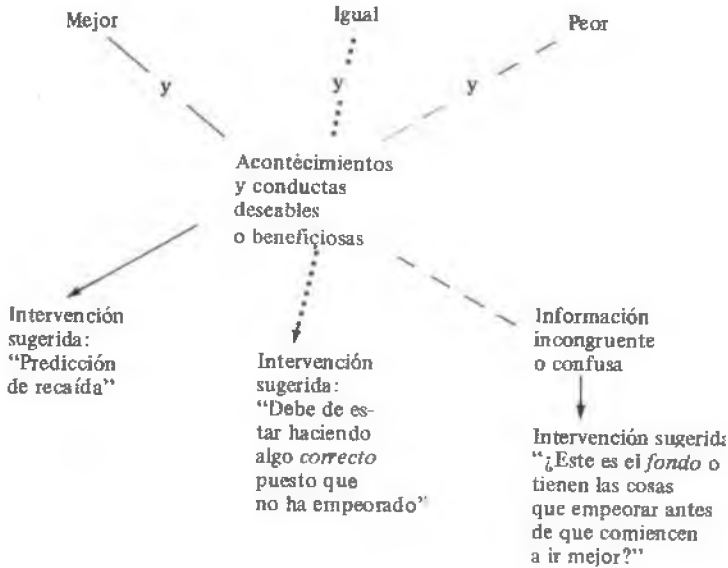 Mejor
Igual
Peor
y
y
y
Acontécimientos
y conductas
deseables
o beneficiosas
Intervención
sugerida:
“Predicción
de recaída”
Intervención
sugerida:
“Debe de es-
tar haciendo
algo correcto
puesto que
no ha empeorado”
Información
incongruente
o confusa
Intervención sugerida
“¿Este es el fondo o
tienen las cosas
que empeorar antes
de que comiencen
a ir mejor?”